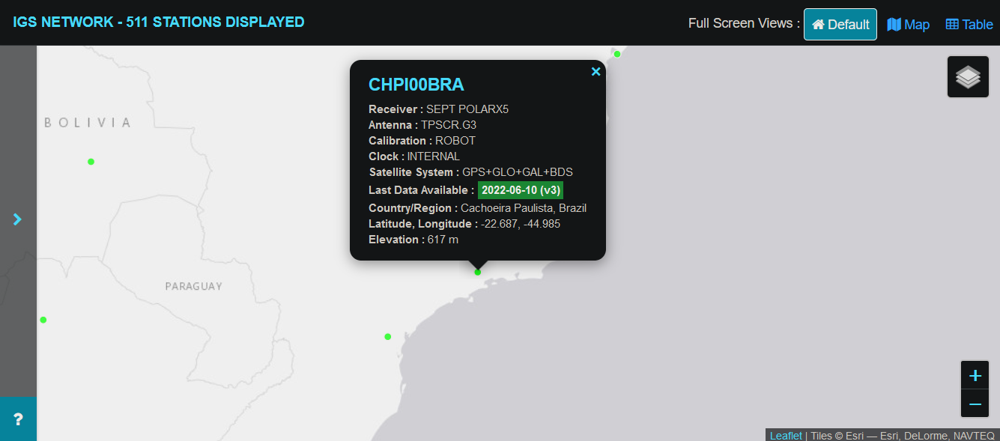 IGS NETWORK - 511 STATIONS DISPLAYED
Full Screen Views : Default Map Table
CHPI00BRA
Receiver : SEPT POLARX5
Antenna : TPSCR.G3
Calibration : ROBOT
Clock : INTERNAL
Satellite System : GPS+GLO+GAL+BDS
Last Data Available : 2022-06-10 (v3)
Country/Region : Cachoeira Paulista, Brazil
Latitude, Longitude : -22.687, -44.985
Elevation : 617 m
BOLIVIA
PARAGUAY
+
−
?
Leaflet | Tiles © Esri — Esri, DeLorme, NAVTEQ